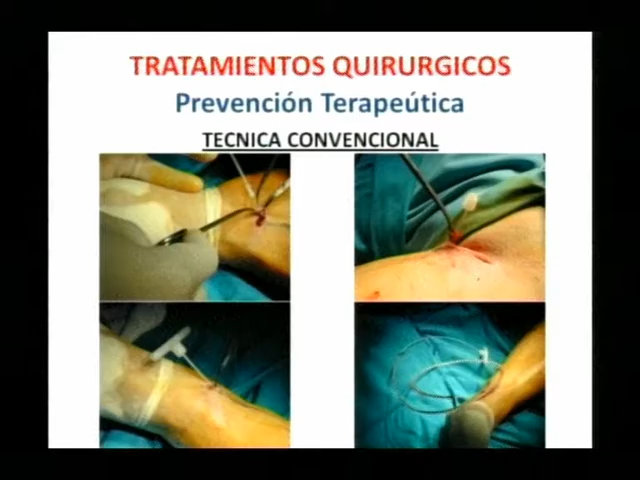 TRATAMIENTOS QUIRURGICOS
Prevención Terapeútica
TECNICA CONVENCIONAL